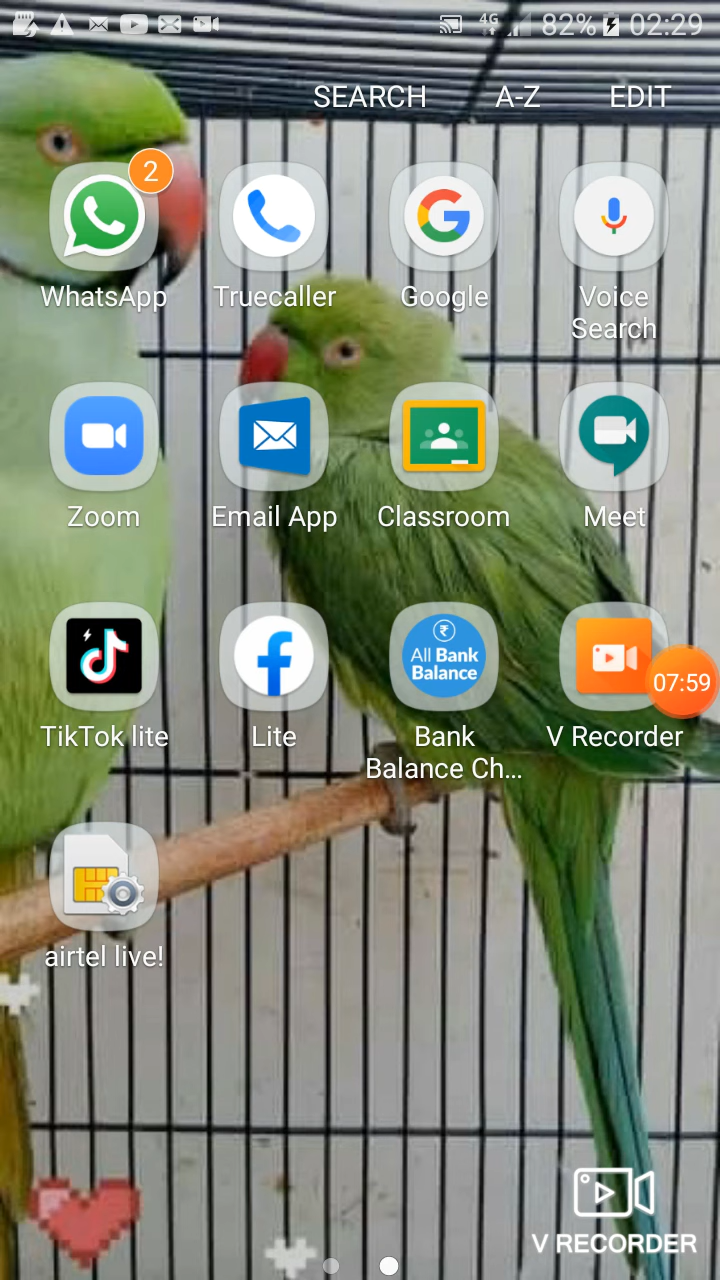 4G 82% 02:29
SEARCH A-Z EDIT
2
WhatsApp Truecaller Google Voice
Search
Zoom Email App Classroom Meet
₹
All Bank
Balance
07:59
TikTok lite Lite Bank V Recorder
Balance Ch...
airtel live!
V RECORDER